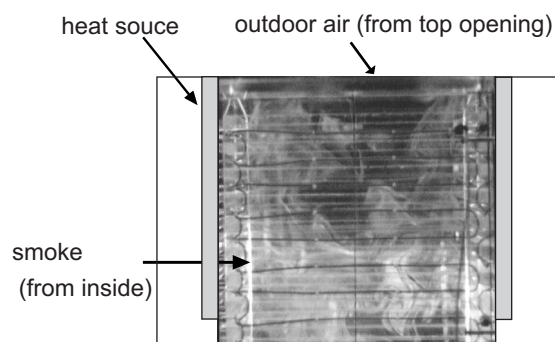 heat souce
outdoor air (from top opening)
smoke
(from inside)